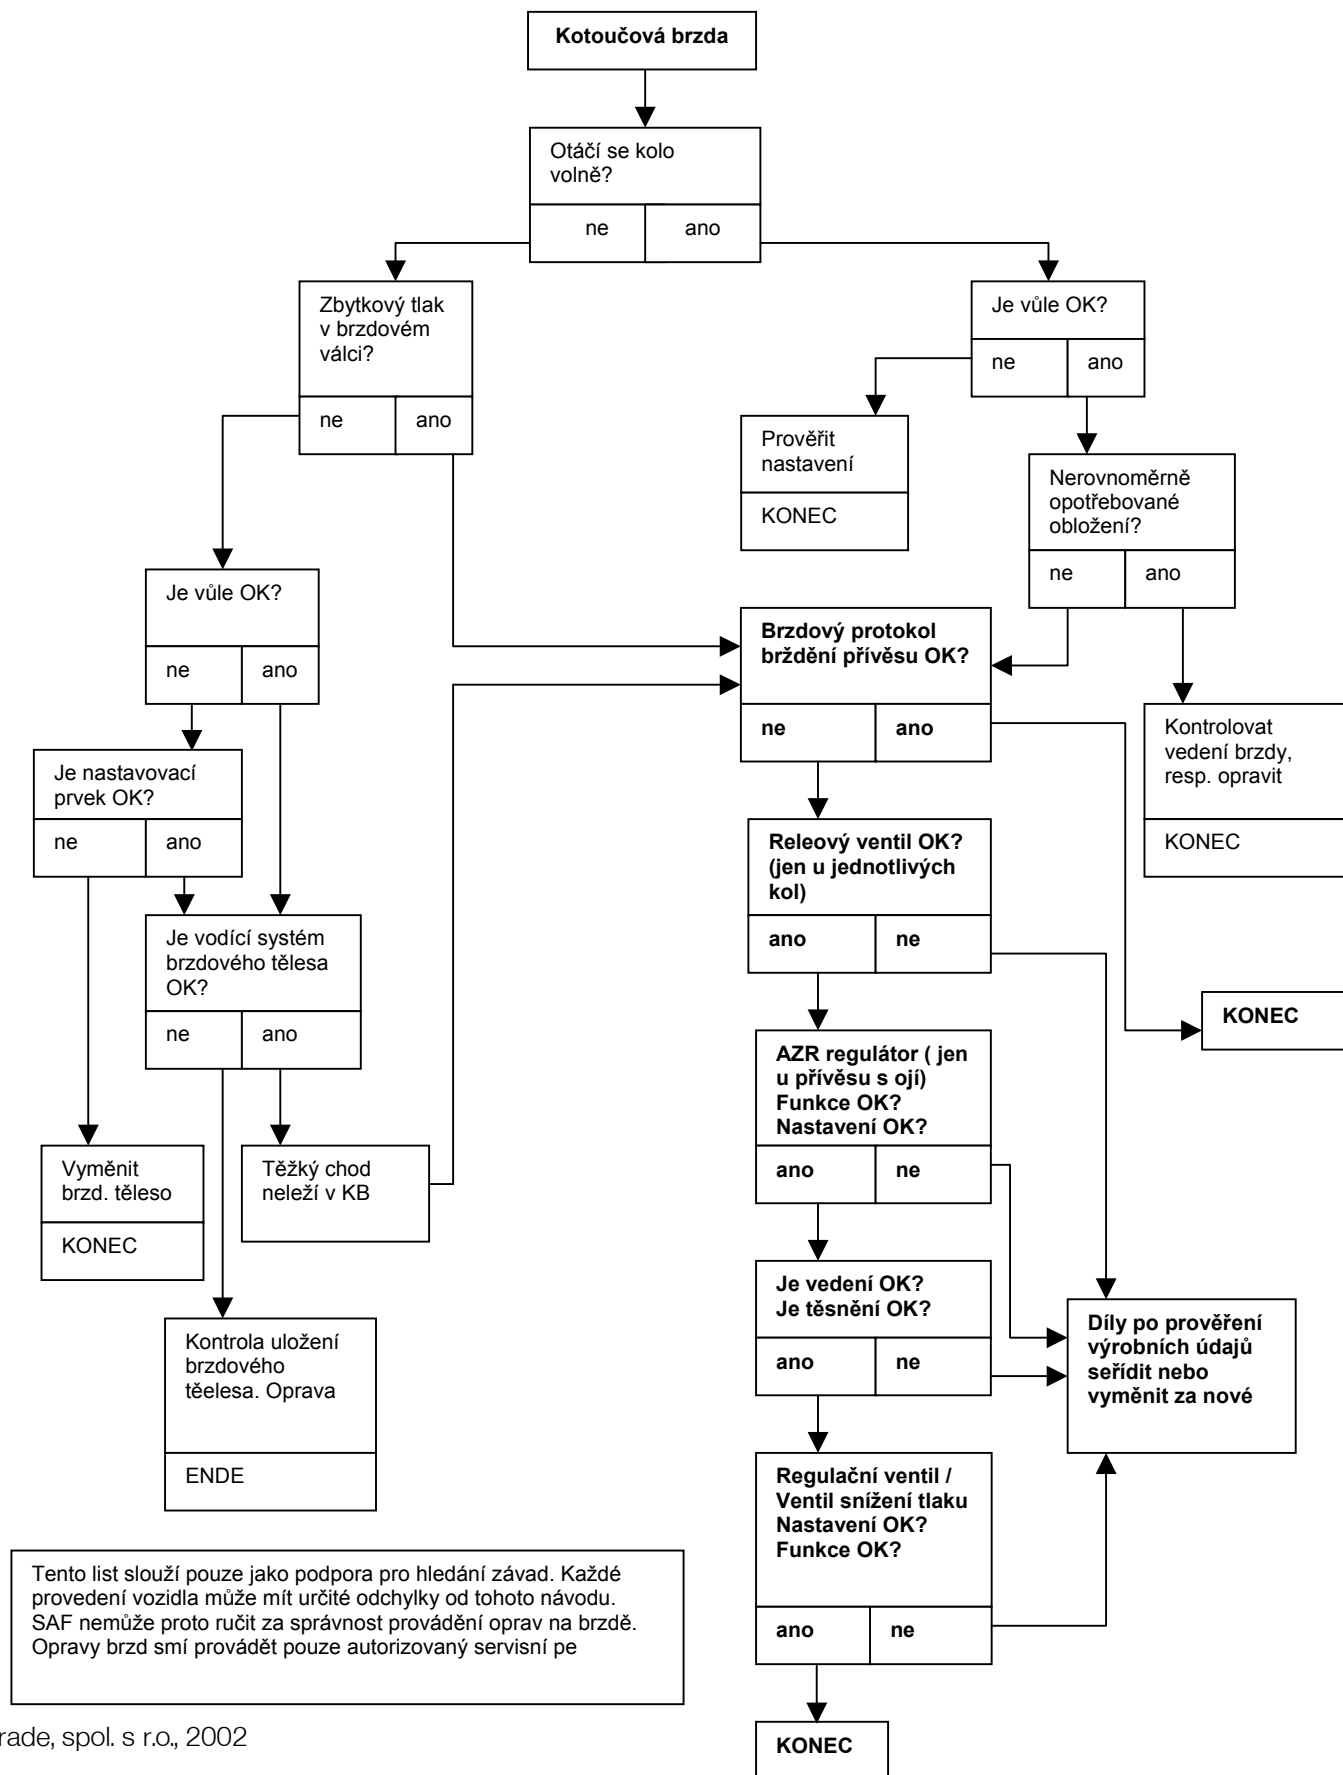 Kotoučová brzda
Otáčí se kolo
volně?
ne
ano
Zbytkový tlak
v brzdovém
válci?
ne
ano
Je vůle OK?
ne
ano
Prověřit
nastavení
KONEC
Nerovnoměrně
opotřebované
obložení?
ne
ano
Je vůle OK?
ne
ano
Brzdový protokol
brždění přívěsu OK?
ne
ano
Kontrolovat
vedení brzdy,
resp. opravit
KONEC
Je nastavovací
prvek OK?
ne
ano
Releový ventil OK?
(jen u jednotlivých
kol)
ano
ne
Je vodící systém
brzdového tělesa
OK?
ne
ano
KONEC
AZR regulátor ( jen
u přívěsu s ojí)
Funkce OK?
Nastavení OK?
ano
ne
Vyměnit
brzd. těleso
KONEC
Těžký chod
neleží v KB
Je vedení OK?
Je těsnění OK?
ano
ne
Díly po prověření
výrobních údajů
seřídit nebo
vyměnit za nové
Kontrola uložení
brzdového
těelesa. Oprava
ENDE
Regulační ventil /
Ventil snížení tlaku
Nastavení OK?
Funkce OK?
ano
ne
Tento list slouží pouze jako podpora pro hledání závad. Každé
provedení vozidla může mít určité odchylky od tohoto návodu.
SAF nemůže proto ručit za správnost provádění oprav na brzdě.
Opravy brzd smí provádět pouze autorizovaný servisní pe
KONEC
rade, spol. s r.o., 2002